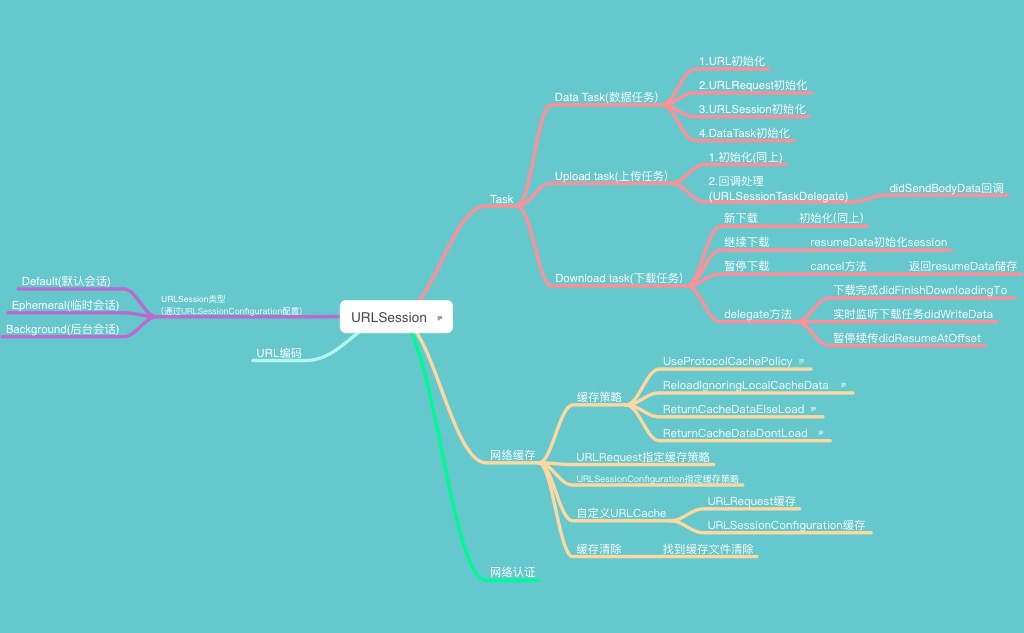 URLSession
Task
Data Task(数据任务)
1.URL初始化
2.URLRequest初始化
3.URLSession初始化
4.DataTask初始化
Upload task(上传任务)
1.初始化(同上)
2.回调处理
(URLSessionTaskDelegate)
didSendBodyData回调
Download task(下载任务)
新下载
初始化(同上)
继续下载
resumeData初始化session
暂停下载
cancel方法
返回resumeData储存
delegate方法
下载完成didFinishDownloadingTo
实时监听下载任务didWriteData
暂停续传didResumeAtOffset
网络缓存
缓存策略
UseProtocolCachePolicy
ReloadIgnoringLocalCacheData
ReturnCacheDataElseLoad
ReturnCacheDataDontLoad
URLRequest指定缓存策略
URLSessionConfiguration指定缓存策略
自定义URLCache
URLRequest缓存
URLSessionConfiguration缓存
缓存清除
找到缓存文件清除
网络认证
URL编码
URLSession类型
(通过URLSessionConfiguration配置)
Default(默认会话)
Ephemeral(临时会话)
Background(后台会话)